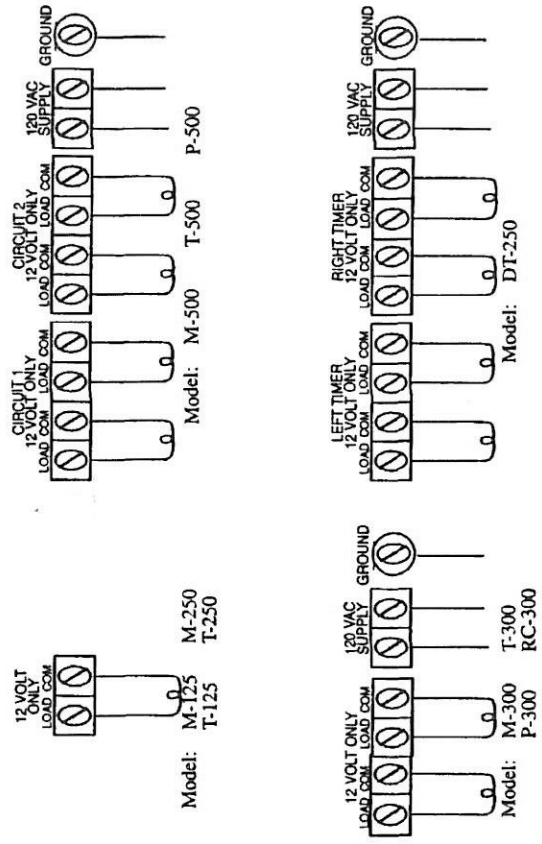 12 VOLT
ONLY
LOAD COM
Model: M-125 M-250
T-125 T-250
CIRCUIT 1
12 VOLT ONLY
LOAD COM LOAD COM
CIRCUIT 2
12 VOLT ONLY
LOAD COM LOAD COM
120 VAC
SUPPLY
GROUND
Model: M-500 T-500 P-500
12 VOLT ONLY
LOAD COM LOAD COM
120 VAC
SUPPLY
GROUND
Model: M-300 T-300
P-300 RC-300
LEFT TIMER
12 VOLT ONLY
LOAD COM LOAD COM
RIGHT TIMER
12 VOLT ONLY
LOAD COM LOAD COM
120 VAC
SUPPLY
GROUND
Model: DT-250